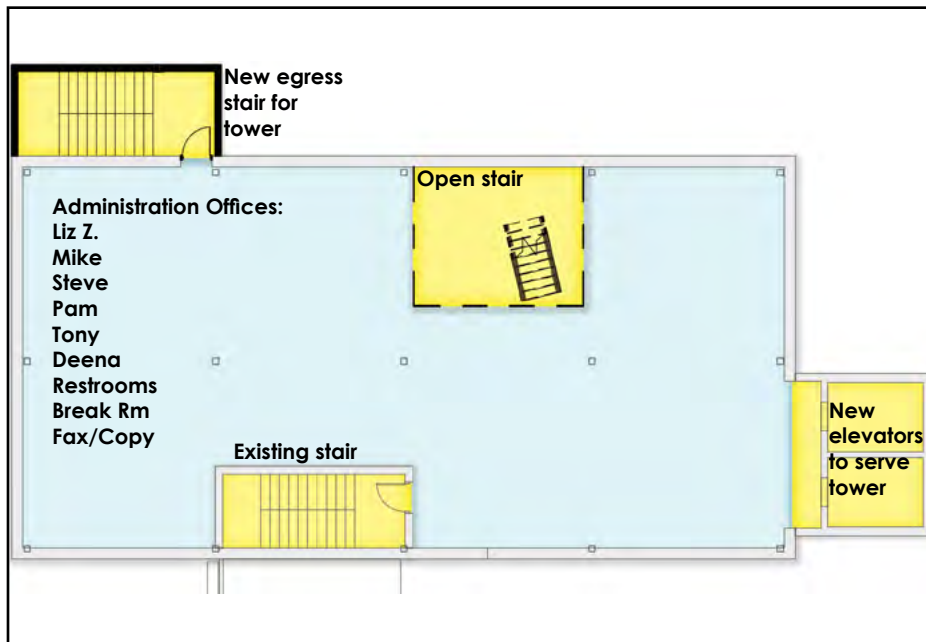 New egress
stair for
tower
Open stair
Administration Offices:
Liz Z.
Mike
Steve
Pam
Tony
Deena
Restrooms
Break Rm
Fax/Copy
Existing stair
New
elevators
to serve
tower